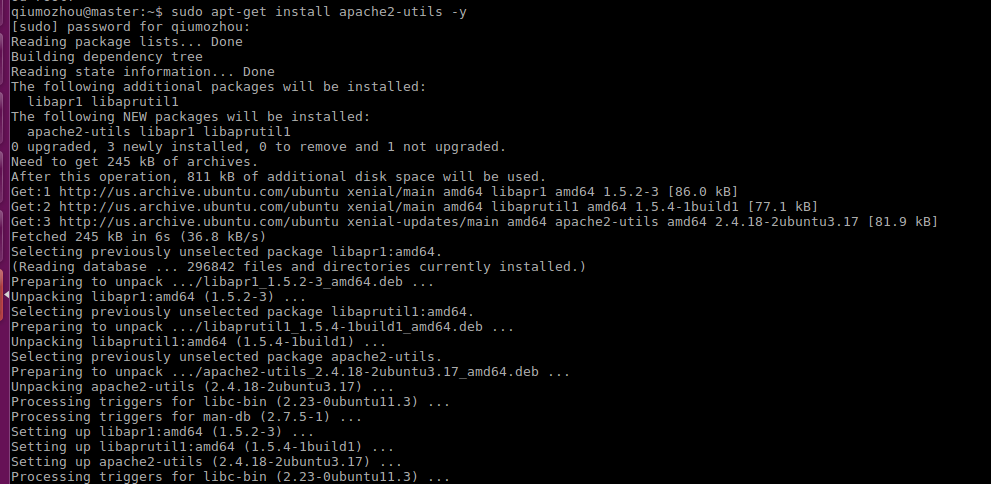 qiumozhou@master:~$ sudo apt-get install apache2-utils -y
[sudo] password for qiumozhou:
Reading package lists... Done
Building dependency tree
Reading state information... Done
The following additional packages will be installed:
  libapr1 libaprutil1
The following NEW packages will be installed:
  apache2-utils libapr1 libaprutil1
0 upgraded, 3 newly installed, 0 to remove and 1 not upgraded.
Need to get 245 kB of archives.
After this operation, 811 kB of additional disk space will be used.
Get:1 http://us.archive.ubuntu.com/ubuntu xenial/main amd64 libapr1 amd64 1.5.2-3 [86.0 kB]
Get:2 http://us.archive.ubuntu.com/ubuntu xenial/main amd64 libaprutil1 amd64 1.5.4-1build1 [77.1 kB]
Get:3 http://us.archive.ubuntu.com/ubuntu xenial-updates/main amd64 apache2-utils amd64 2.4.18-2ubuntu3.17 [81.9 kB]
Fetched 245 kB in 6s (36.8 kB/s)
Selecting previously unselected package libapr1:amd64.
(Reading database ... 296842 files and directories currently installed.)
Preparing to unpack .../libapr1_1.5.2-3_amd64.deb ...
Unpacking libapr1:amd64 (1.5.2-3) ...
Selecting previously unselected package libaprutil1:amd64.
Preparing to unpack .../libaprutil1_1.5.4-1build1_amd64.deb ...
Unpacking libaprutil1:amd64 (1.5.4-1build1) ...
Selecting previously unselected package apache2-utils.
Preparing to unpack .../apache2-utils_2.4.18-2ubuntu3.17_amd64.deb ...
Unpacking apache2-utils (2.4.18-2ubuntu3.17) ...
Processing triggers for libc-bin (2.23-0ubuntu11.3) ...
Processing triggers for man-db (2.7.5-1) ...
Setting up libapr1:amd64 (1.5.2-3) ...
Setting up libaprutil1:amd64 (1.5.4-1build1) ...
Setting up apache2-utils (2.4.18-2ubuntu3.17) ...
Processing triggers for libc-bin (2.23-0ubuntu11.3) ...